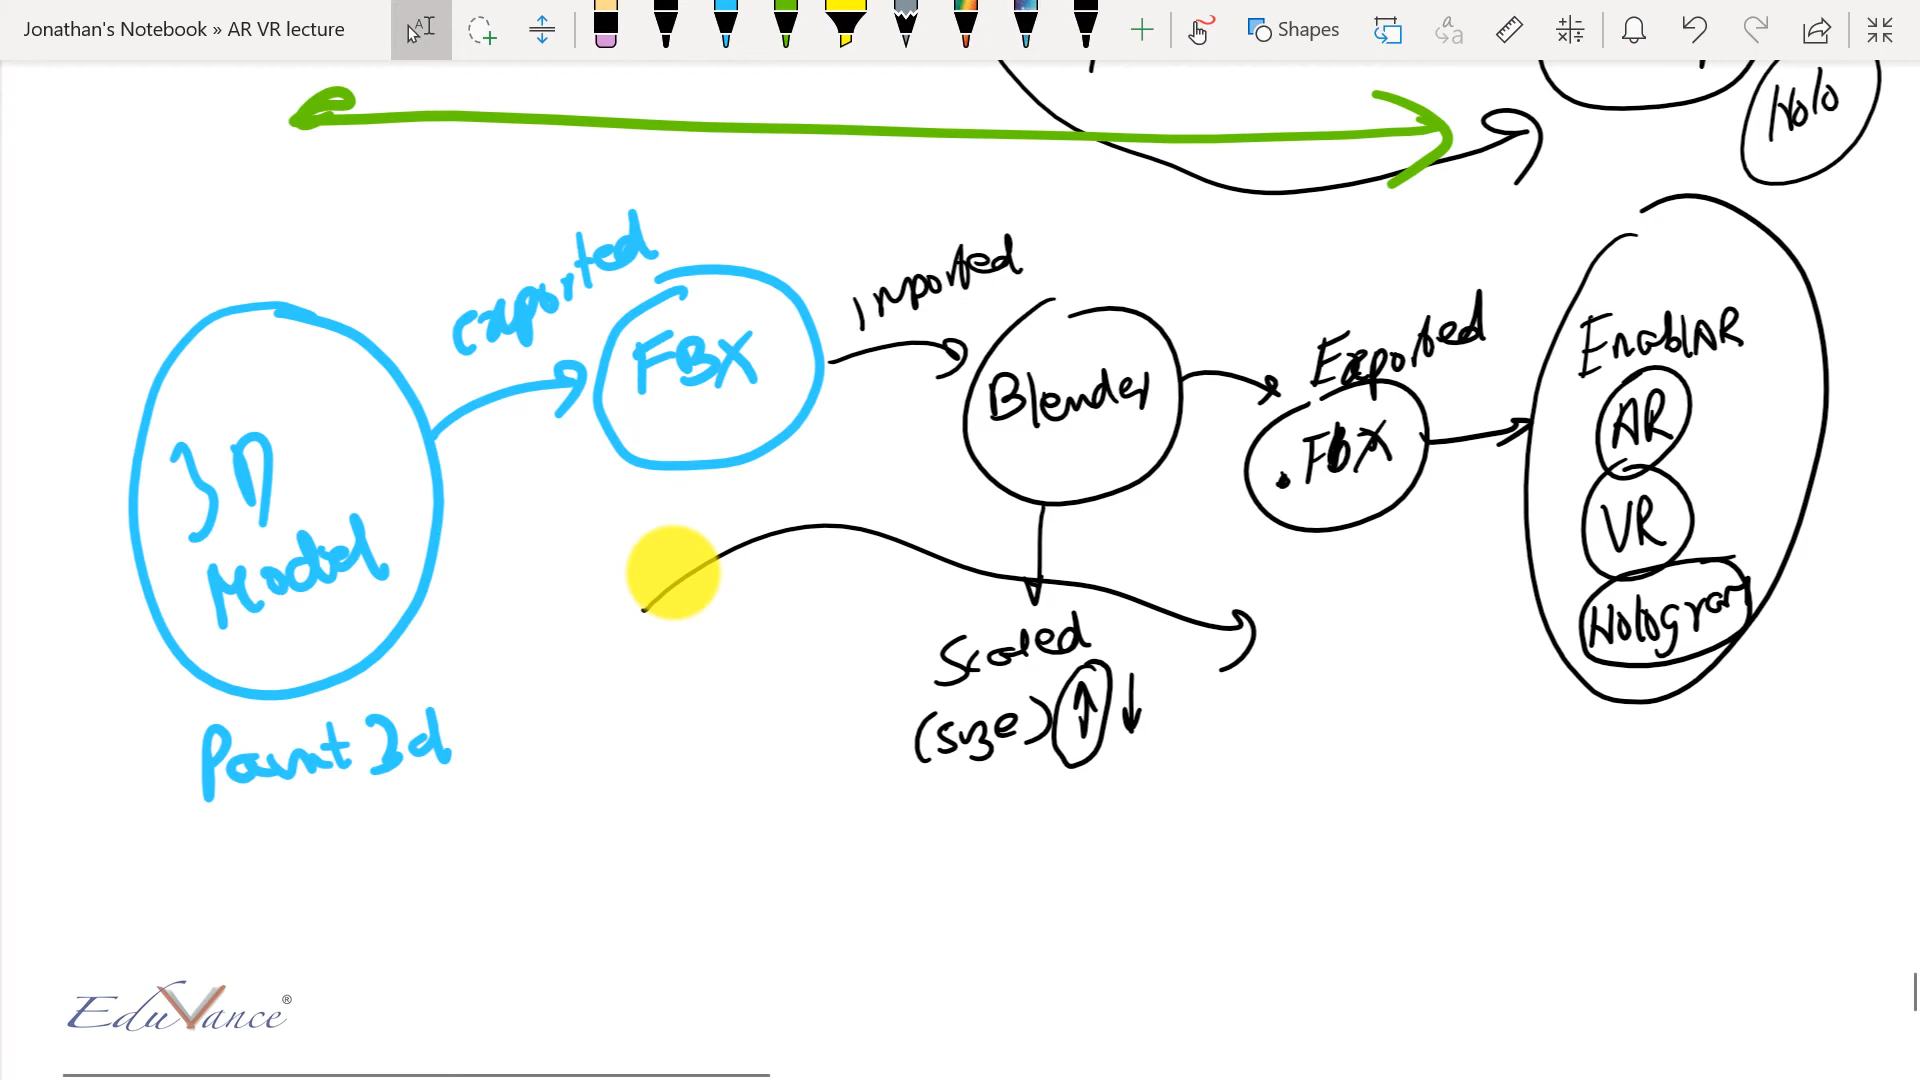 Jonathan's Notebook » AR VR lecture
Shapes
Holo
exported
Imported
FBX
Exported
EnablAR
Blender
AR
.FBX
3D
Model
VR
Hologram
Scaled
(size)
Paint 3d
EduVance®